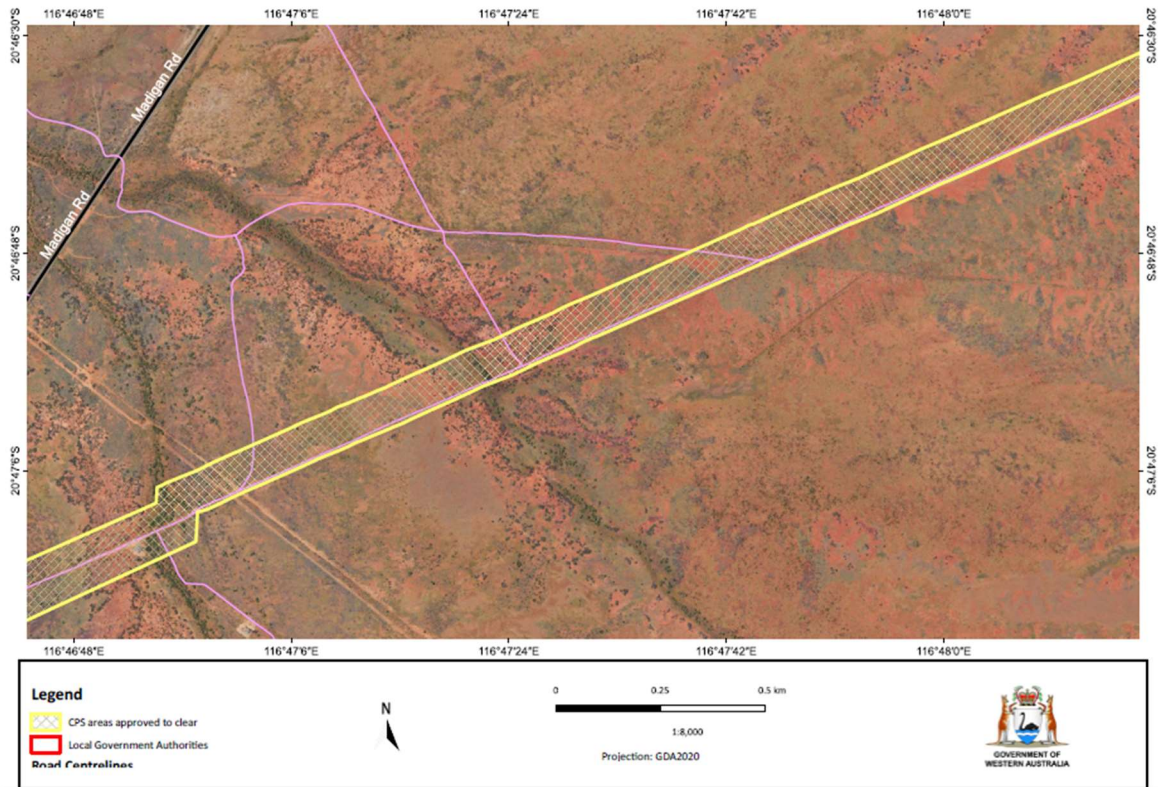 116°46'48"E 116°47'6"E 116°47'24"E 116°47'42"E 116°48'0"E
20°46'30"S
20°46'30"S
Madigan Rd
Madigan Rd
20°46'48"S
20°46'48"S
20°47'6"S
20°47'6"S
116°46'48"E 116°47'6"E 116°47'24"E 116°47'42"E 116°48'0"E
Legend
CPS areas approved to clear
Local Government Authorities
Road Centrelines
N
0 0.25 0.5 km
1:8,000
Projection: GDA2020
GOVERNMENT OF
WESTERN AUSTRALIA